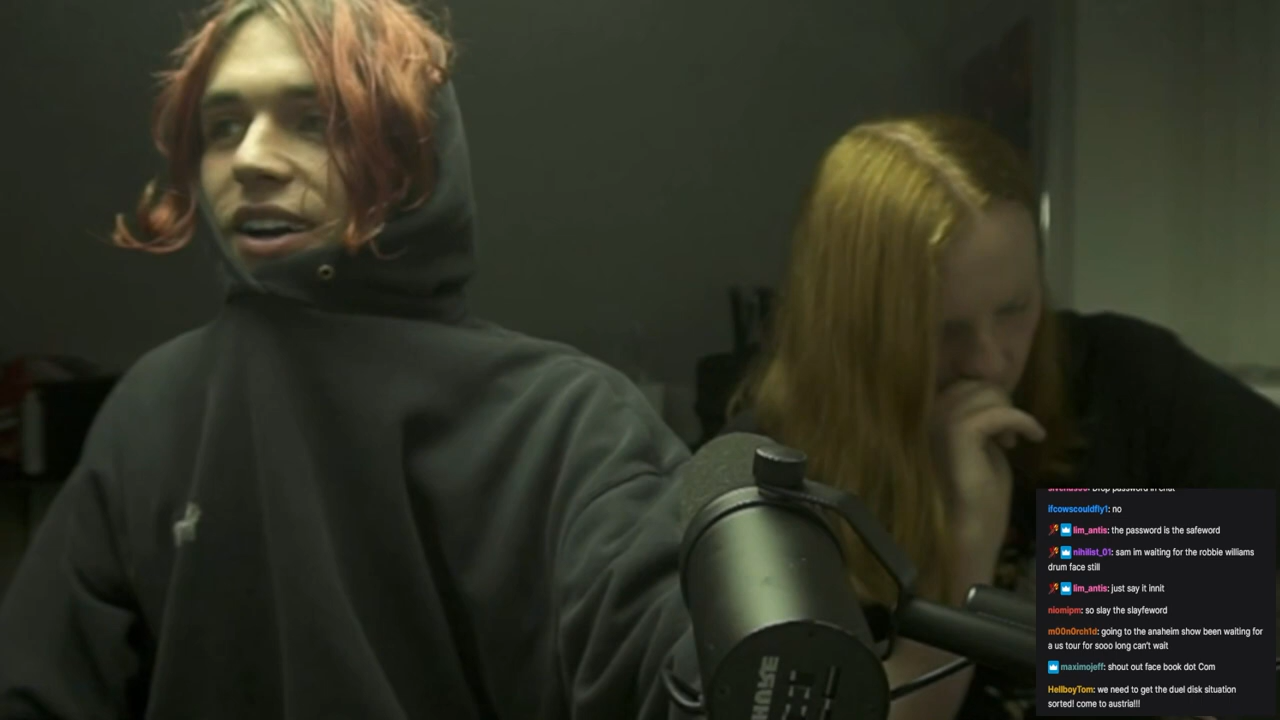 Drop password in chat
ifcowscouldfly1: no
lim_antis: the password is the safeword
nihilist_01: sam im waiting for the robbie williams
drum face still
lim_antis: just say it innit
niomipm: so slay the slayfeword
m00n0rch1d: going to the anaheim show been waiting for
a us tour for sooo long can't wait
maximojeff: shout out face book dot Com
HellboyTom: we need to get the duel disk situation
sorted! come to austria!!!
SHURE